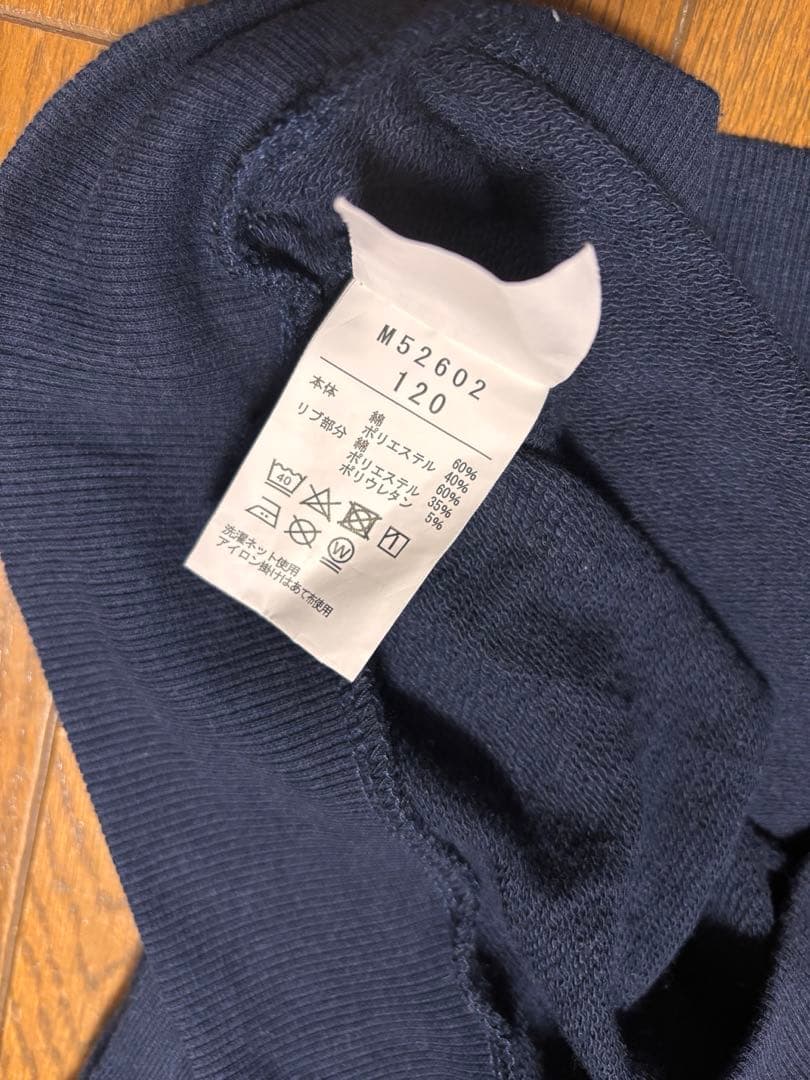 M52602
120
本体 綿 60%
ポリエステル 40%
リブ部分 綿 60%
ポリエステル 35%
ポリウレタン 5%
40
W
洗濯ネット使用
アイロン掛けはあて布使用